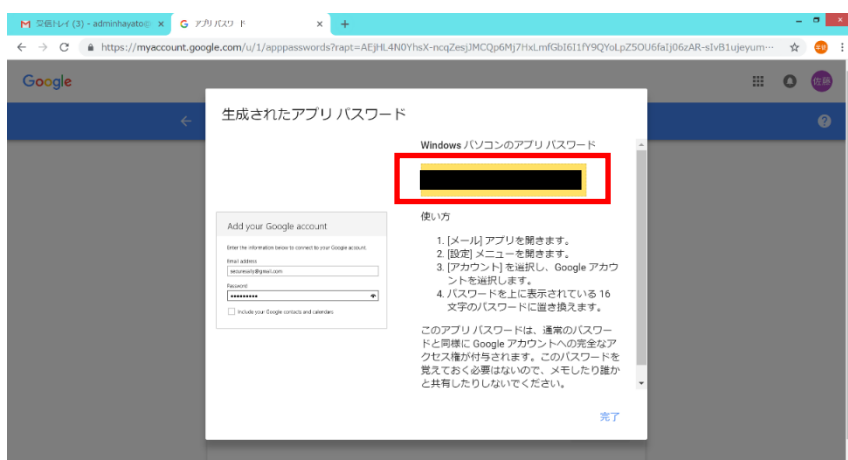 受信トレイ (3) - adminhayato@
アプリ パスワード
https://myaccount.google.com/u/1/apppasswords?rapt=
Google
佐藤
生成されたアプリ パスワード
Windows パソコンのアプリ パスワード
Add your Google account
Enter the information below to connect to your Google account.
Email address
securesally@gmail.com
Password
Include your Google contacts and calendars
使い方
1. [メール] アプリを開きます。
2. [設定] メニューを開きます。
3. [アカウント] を選択し、Google アカウ
ントを選択します。
4. パスワードを上に表示されている 16
文字のパスワードに置き換えます。
このアプリ パスワードは、通常のパスワー
ドと同様に Google アカウントへの完全なア
クセス権が付与されます。このパスワードを
覚えておく必要はないので、メモしたり誰か
と共有したりしないでください。
完了